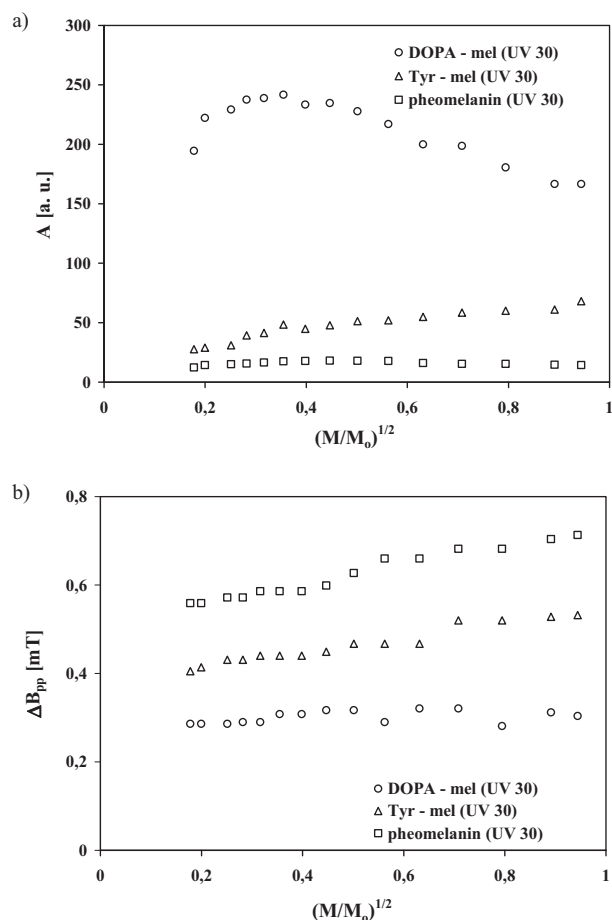 a)
300
250
200
150
100
50
0
A [a. u.]
DOPA - mel (UV 30)
Tyr - mel (UV 30)
pheomelanin (UV 30)
0 0,2 0,4 0,6 0,8 1
(M/Mo)1/2
b)
0,8
0,6
0,4
0,2
0
ΔBpp [mT]
DOPA - mel (UV 30)
Tyr - mel (UV 30)
pheomelanin (UV 30)
0 0,2 0,4 0,6 0,8 1
(M/Mo)1/2